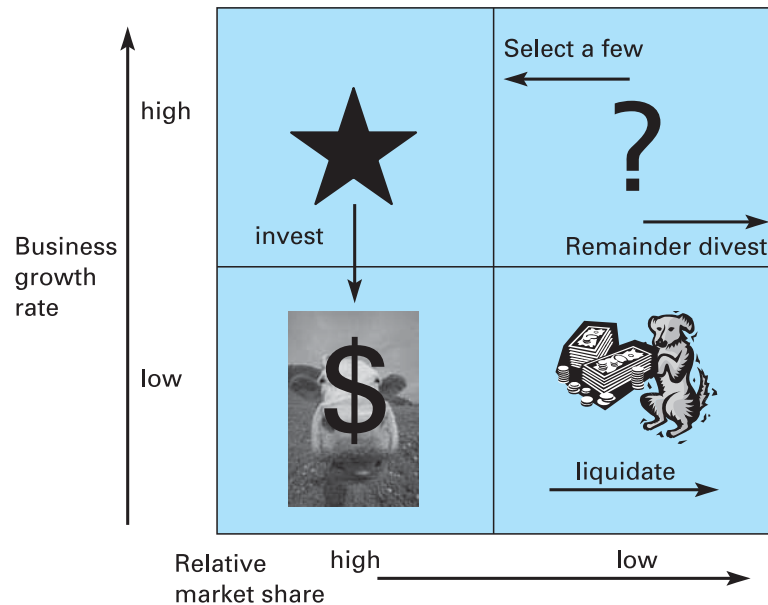 Select a few
high
?
invest
Remainder divest
Business
growth
rate
$
low
liquidate
Relative
market share
high
low